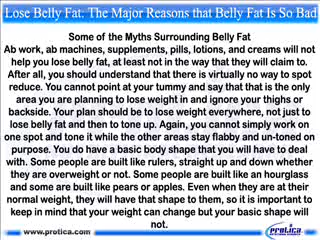 Lose Belly Fat. The Major Reasons that Belly Fat Is So Bad
Some of the Myths Surrounding Belly Fat
Ab work, ab machines, supplements, pills, lotions, and creams will not
help you lose belly fat, at least not in the way that they will claim to.
After all, you should understand that there is virtually no way to spot
reduce. You cannot point at your tummy and say that that is the only
area you are planning to lose weight in and ignore your thighs or
backside. Your plan should be to lose weight everywhere, not just to
lose belly fat and then to tone up. Again, you cannot simply work on
one spot and tone it while the other areas stay flabby and un-toned on
purpose. You do have a basic body shape that you will have to deal
with. Some people are built like rulers, straight up and down whether
they are overweight or not. Some people are built like an hourglass
and some are built like pears or apples. Even when they are at their
normal weight, they will have that shape to them, so it is important to
keep in mind that your weight can change but your basic shape will
not.
www.protica.com
protica